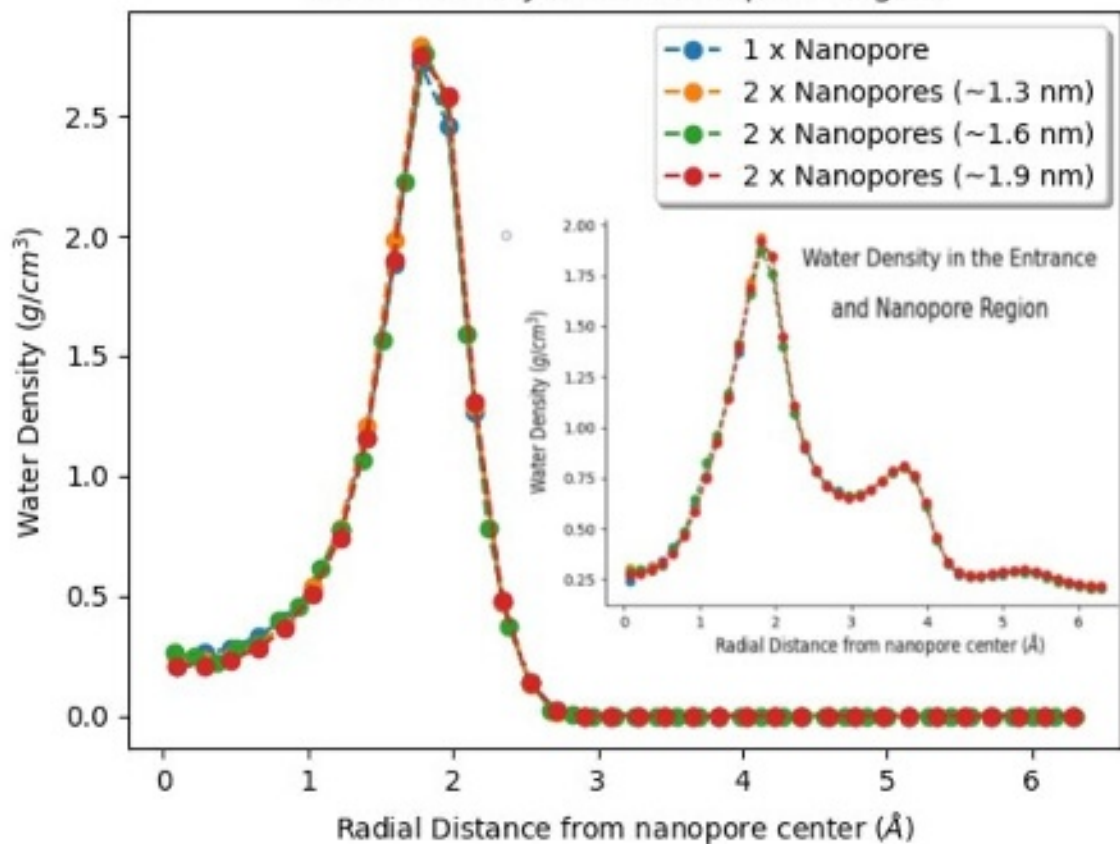 1 x Nanopore
2 x Nanopores (~1.3 nm)
2 x Nanopores (~1.6 nm)
2 x Nanopores (~1.9 nm)
Water Density (g/cm³)
2.5
2.0
1.5
1.0
0.5
0.0
0 1 2 3 4 5 6
Radial Distance from nanopore center (Å)
Water Density in the Entrance
and Nanopore Region
Water Density (g/cm³)
2.00
1.75
1.50
1.25
1.00
0.75
0.50
0.25
0 1 2 3 4 5 6
Radial Distance from nanopore center (Å)